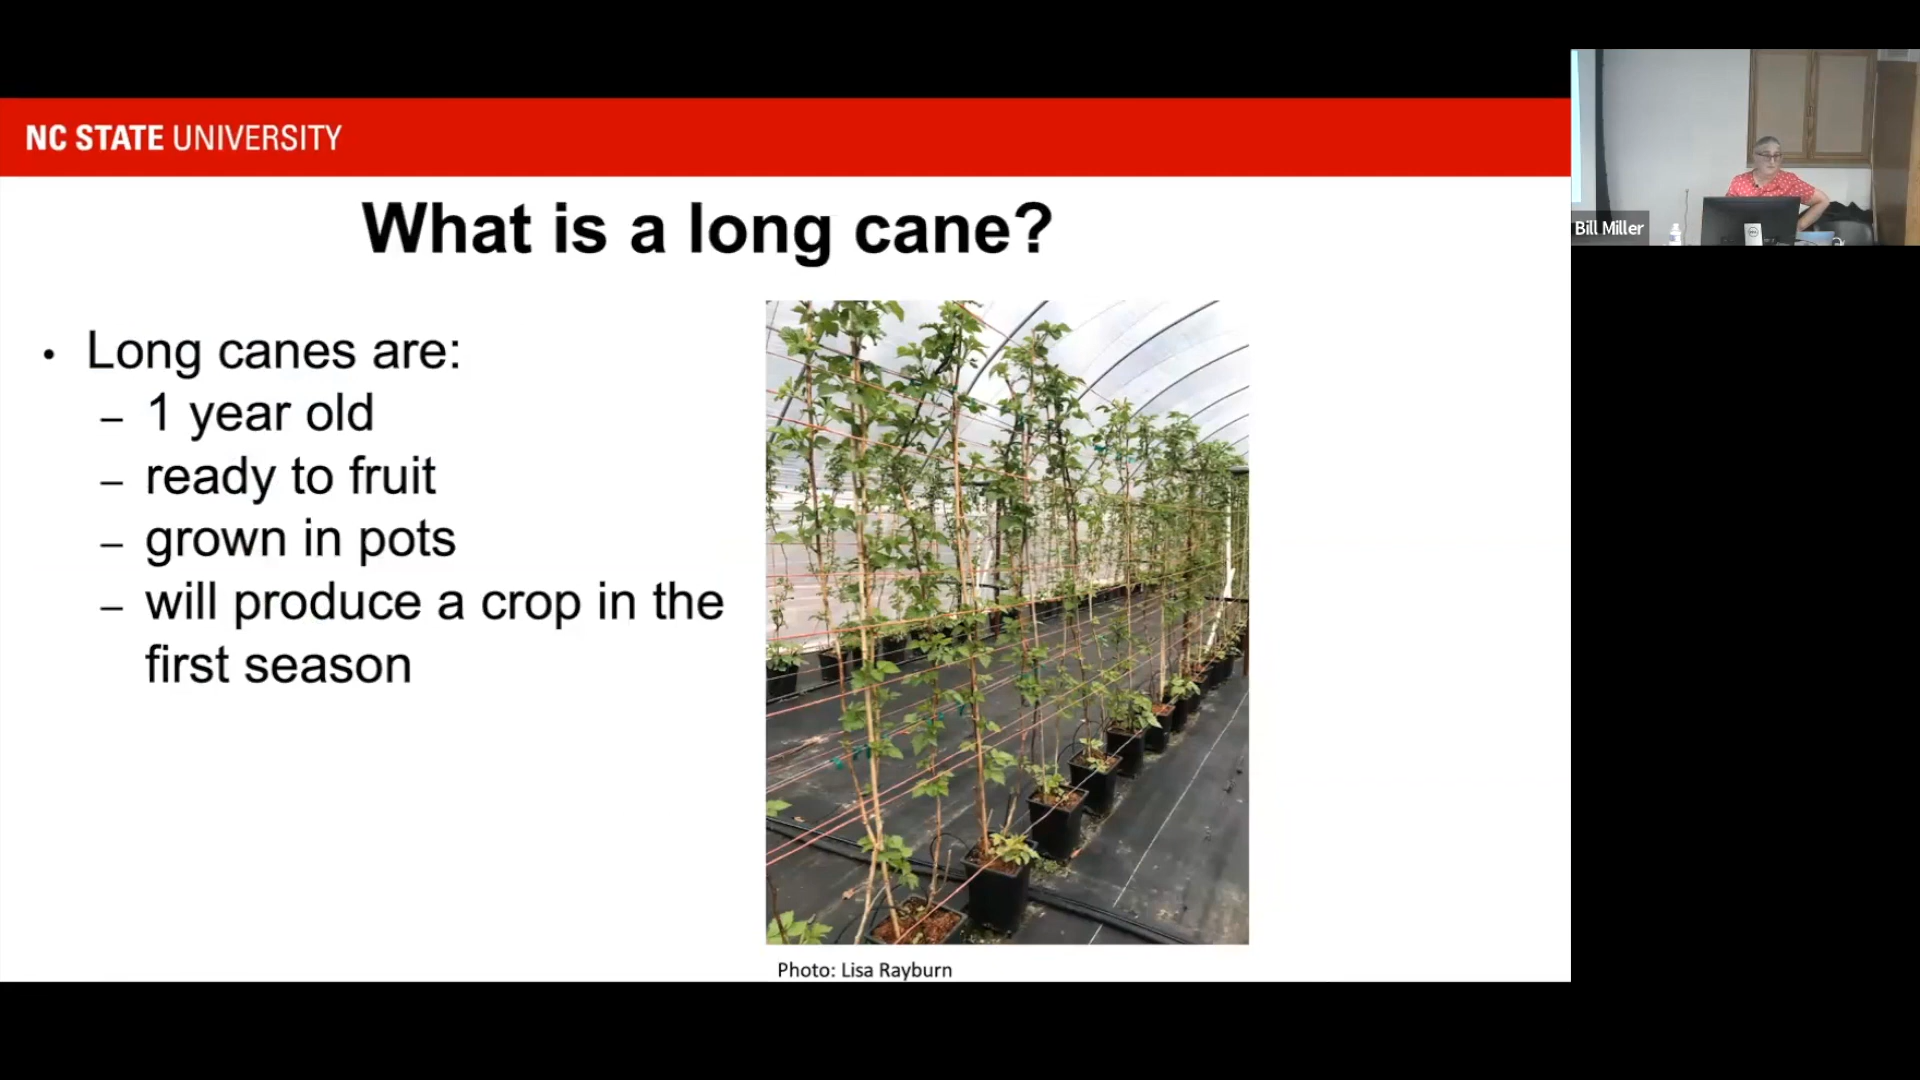 NC STATE UNIVERSITY
What is a long cane?
• Long canes are:
– 1 year old
– ready to fruit
– grown in pots
– will produce a crop in the
first season
Photo: Lisa Rayburn
Bill Miller